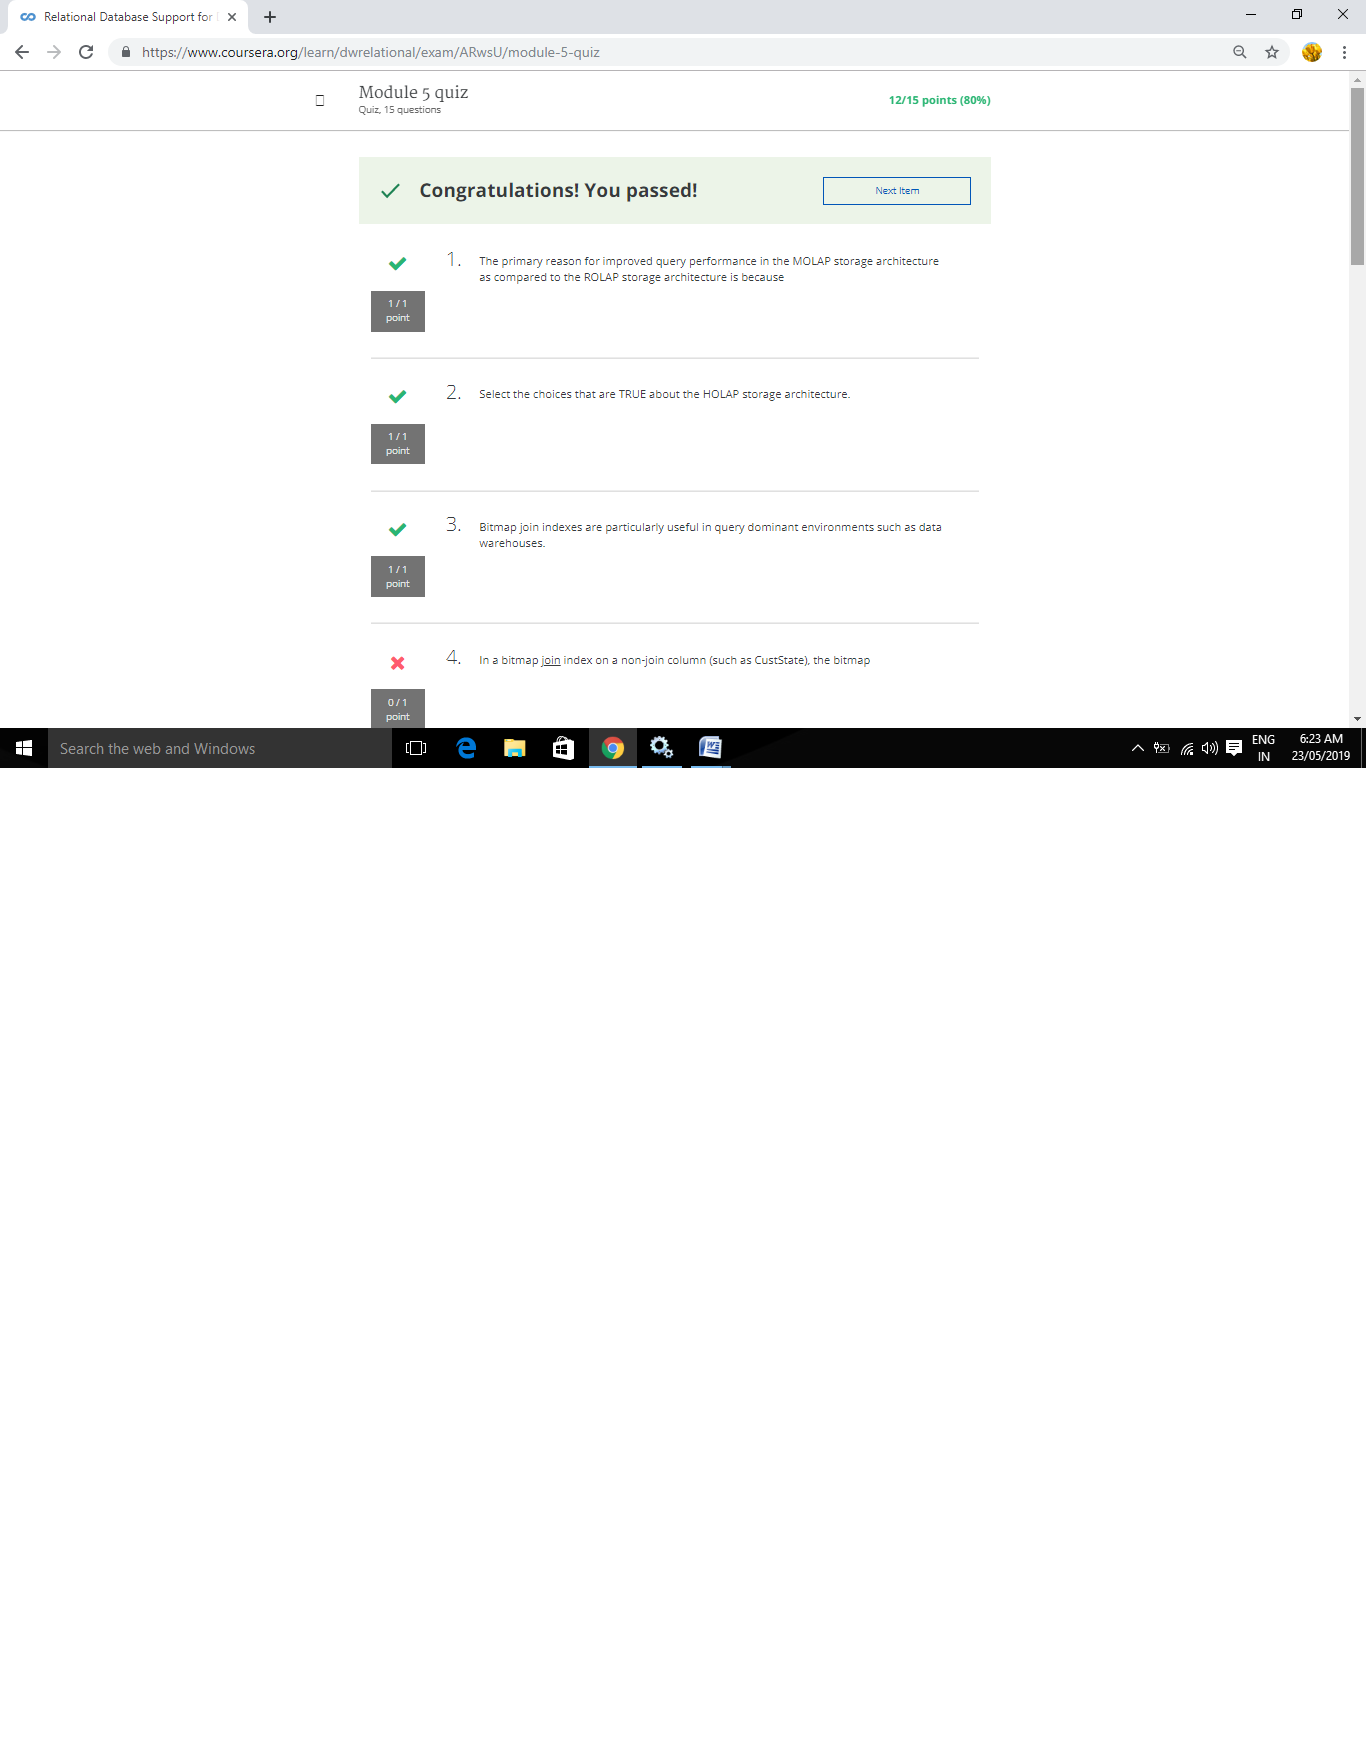 Relational Database Support for
https://www.coursera.org/learn/dwrelational/exam/ARwsU/module-5-quiz
Module 5 quiz
Quiz, 15 questions
12/15 points (80%)
Congratulations! You passed!
Next Item
1.
The primary reason for improved query performance in the MOLAP storage architecture
as compared to the ROLAP storage architecture is because
1 / 1
point
2.
Select the choices that are TRUE about the HOLAP storage architecture.
1 / 1
point
3.
Bitmap join indexes are particularly useful in query dominant environments such as data
warehouses.
1 / 1
point
4.
In a bitmap join index on a non-join column (such as CustState), the bitmap
0 / 1
point
Search the web and Windows
ENG
IN
6:23 AM
23/05/2019